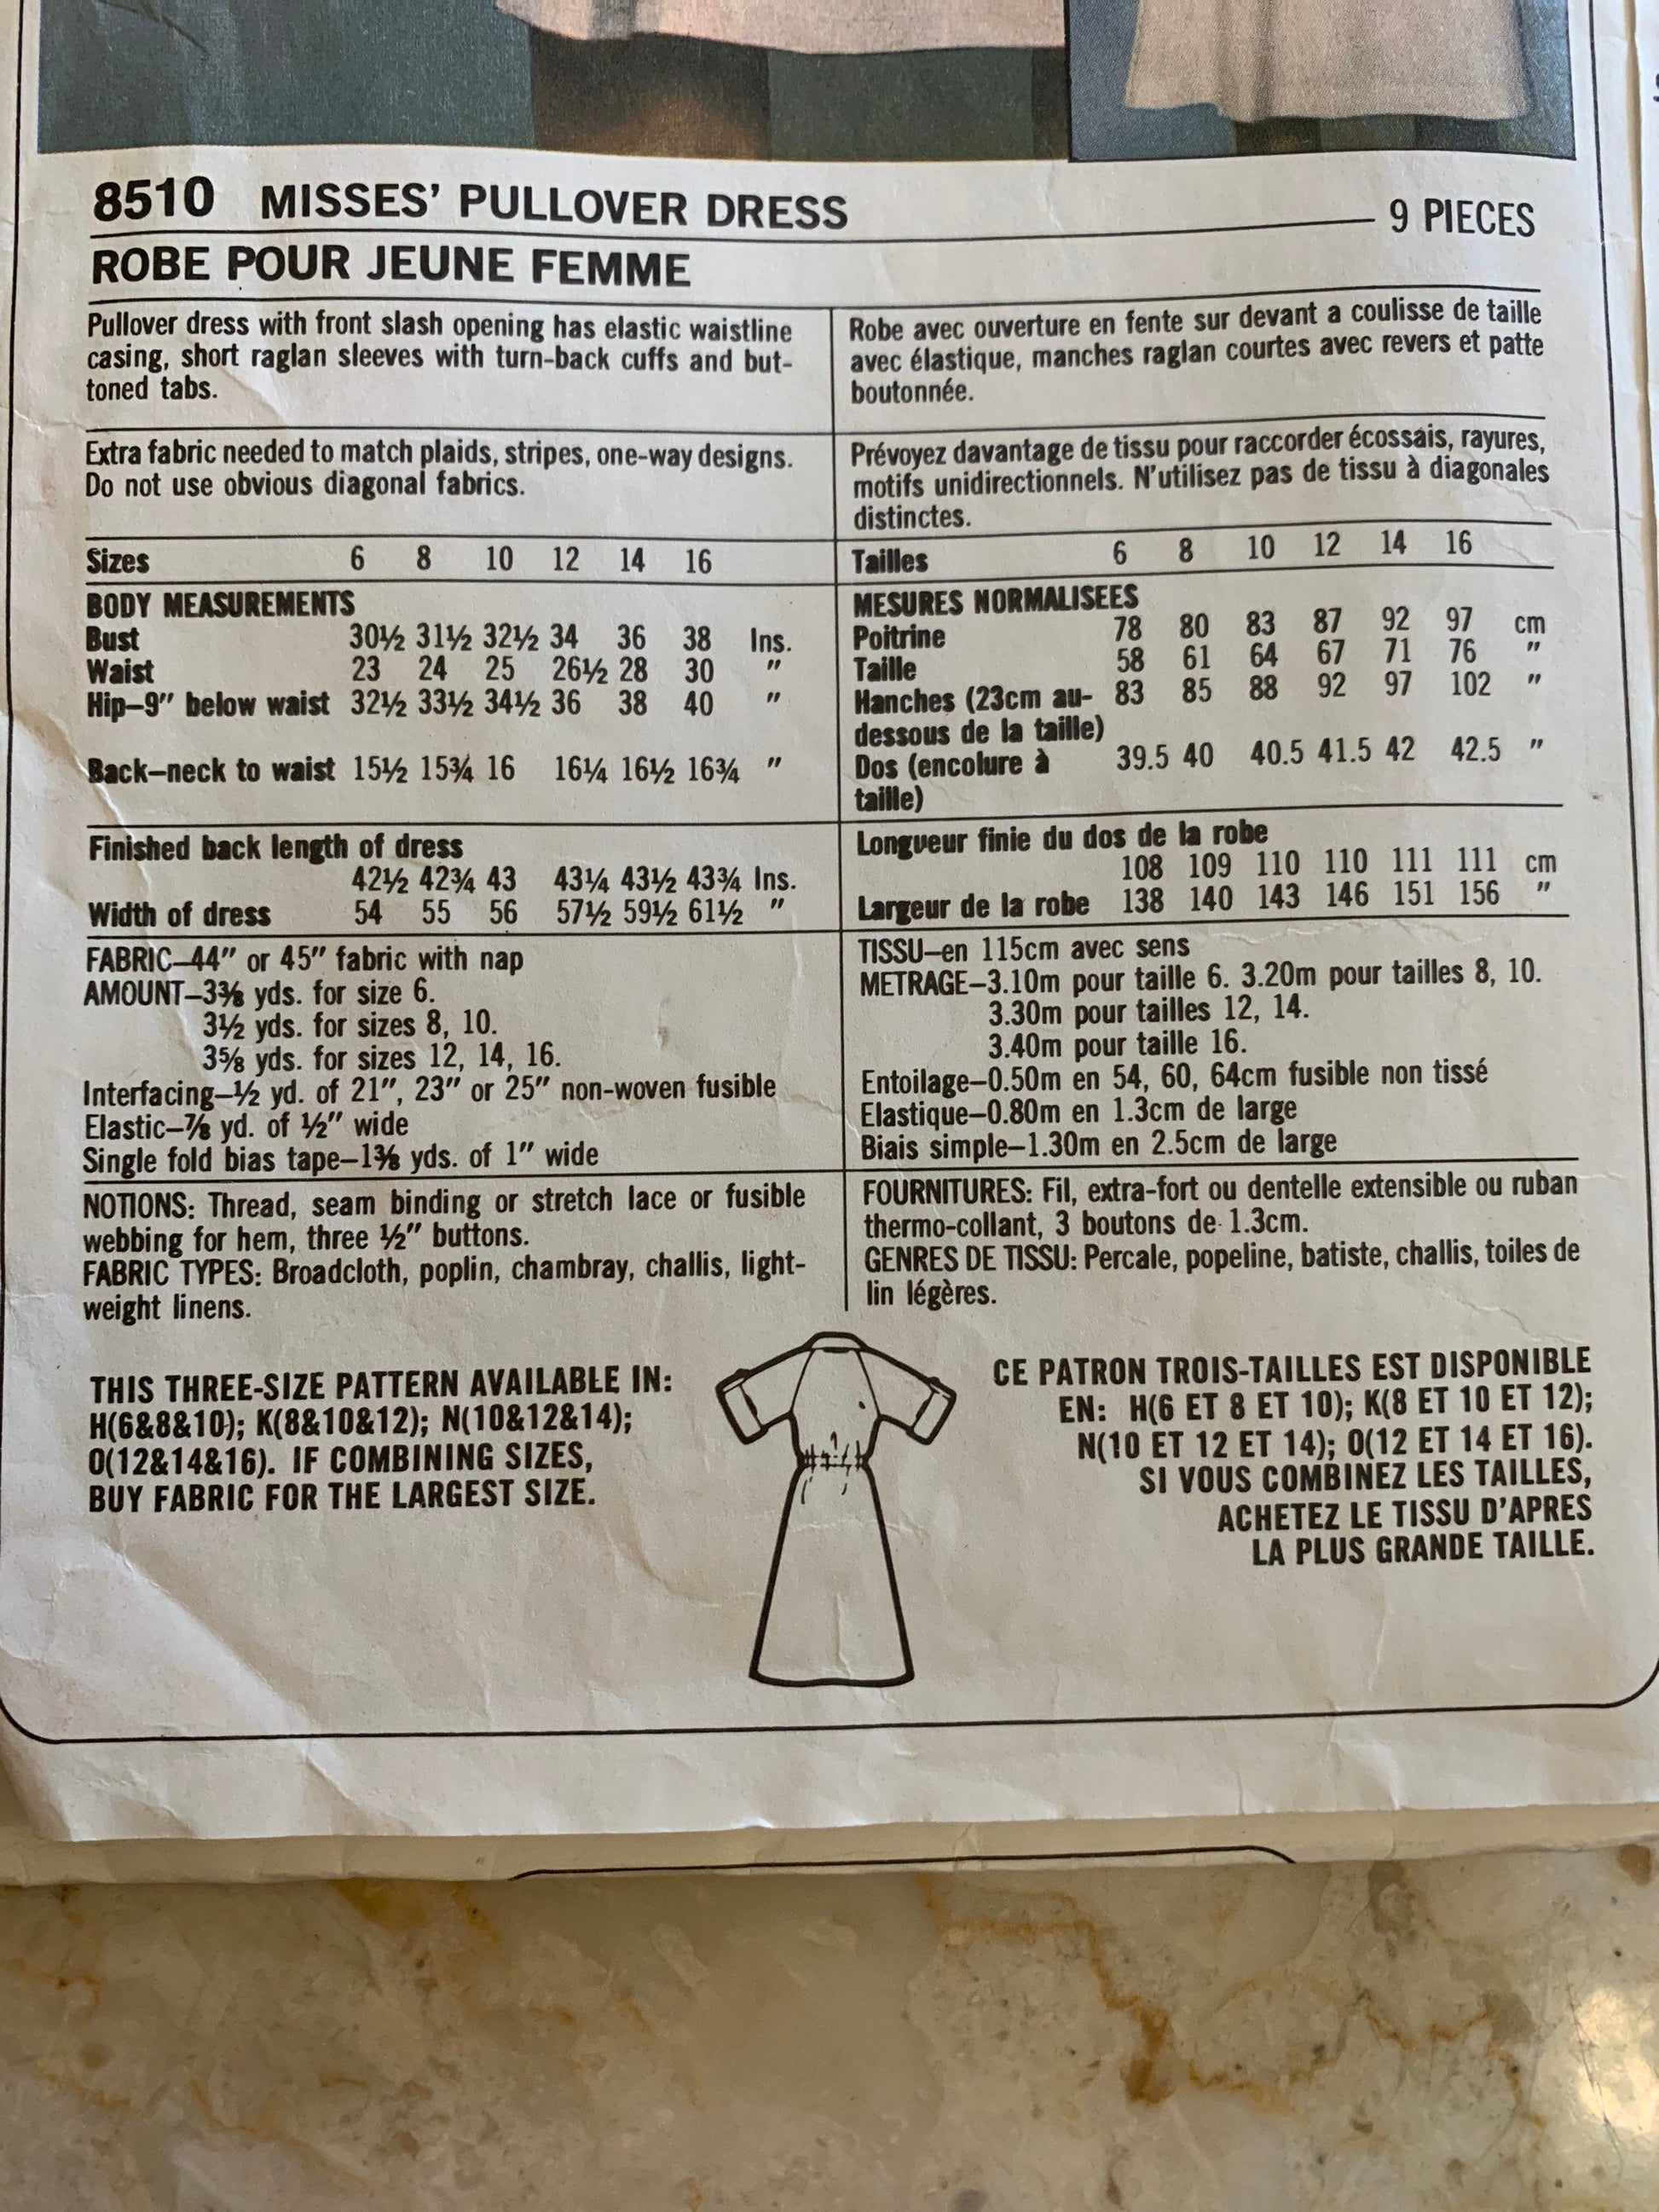 8510 MISSES' PULLOVER DRESS
9 PIECES
ROBE POUR JEUNE FEMME
Pullover dress with front slash opening has elastic waistline
casing, short raglan sleeves with turn-back cuffs and but-
toned tabs.
Extra fabric needed to match plaids, stripes, one-way designs.
Do not use obvious diagonal fabrics.
Sizes 6 8 10 12 14 16
BODY MEASUREMENTS
Bust 30½ 31½ 32½ 34 36 38 Ins.
Waist 23 24 25 26½ 28 30 "
Hip–9" below waist 32½ 33½ 34½ 36 38 40 "
Back–neck to waist 15½ 15¾ 16 16¼ 16½ 16¾ "
Finished back length of dress
42½ 42¾ 43 43¼ 43½ 43¾ Ins.
Width of dress 54 55 56 57½ 59½ 61½ "
FABRIC–44" or 45" fabric with nap
AMOUNT–3⅜ yds. for size 6.
3½ yds. for sizes 8, 10.
3⅝ yds. for sizes 12, 14, 16.
Interfacing–½ yd. of 21", 23" or 25" non-woven fusible
Elastic–⅞ yd. of ½" wide
Single fold bias tape–1⅜ yds. of 1" wide
NOTIONS: Thread, seam binding or stretch lace or fusible
webbing for hem, three ½" buttons.
FABRIC TYPES: Broadcloth, poplin, chambray, challis, light-
weight linens.
Robe avec ouverture en fente sur devant a coulisse de taille
avec élastique, manches raglan courtes avec revers et patte
boutonnée.
Prévoyez davantage de tissu pour raccorder écossais, rayures,
motifs unidirectionnels. N'utilisez pas de tissu à diagonales
distinctes.
Tailles 6 8 10 12 14 16
MESURES NORMALISEES
Poitrine 78 80 83 87 92 97 cm
Taille 58 61 64 67 71 76 "
Hanches (23cm au- 83 85 88 92 97 102 "
dessous de la taille)
Dos (encolure à 39.5 40 40.5 41.5 42 42.5 "
taille)
Longueur finie du dos de la robe
108 109 110 110 111 111 cm
Largeur de la robe 138 140 143 146 151 156 "
TISSU–en 115cm avec sens
METRAGE–3.10m pour taille 6. 3.20m pour tailles 8, 10.
3.30m pour tailles 12, 14.
3.40m pour taille 16.
Entoilage–0.50m en 54, 60, 64cm fusible non tissé
Elastique–0.80m en 1.3cm de large
Biais simple–1.30m en 2.5cm de large
FOURNITURES: Fil, extra-fort ou dentelle extensible ou ruban
thermo-collant, 3 boutons de 1.3cm.
GENRES DE TISSU: Percale, popeline, batiste, challis, toiles de
lin légères.
THIS THREE-SIZE PATTERN AVAILABLE IN:
H(6&8&10); K(8&10&12); N(10&12&14);
O(12&14&16). IF COMBINING SIZES,
BUY FABRIC FOR THE LARGEST SIZE.
CE PATRON TROIS-TAILLES EST DISPONIBLE
EN: H(6 ET 8 ET 10); K(8 ET 10 ET 12);
N(10 ET 12 ET 14); O(12 ET 14 ET 16).
SI VOUS COMBINEZ LES TAILLES,
ACHETEZ LE TISSU D'APRES
LA PLUS GRANDE TAILLE.